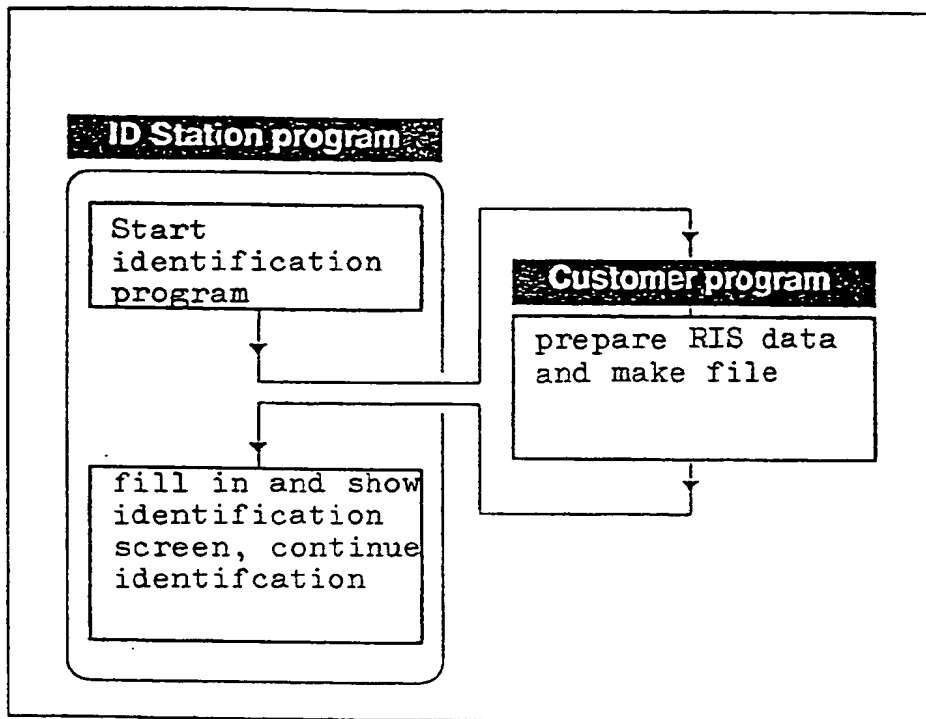 ID Station program
Start
identification
program
Customer program
prepare RIS data
and make file
fill in and show
identification
screen, continue
identifcation